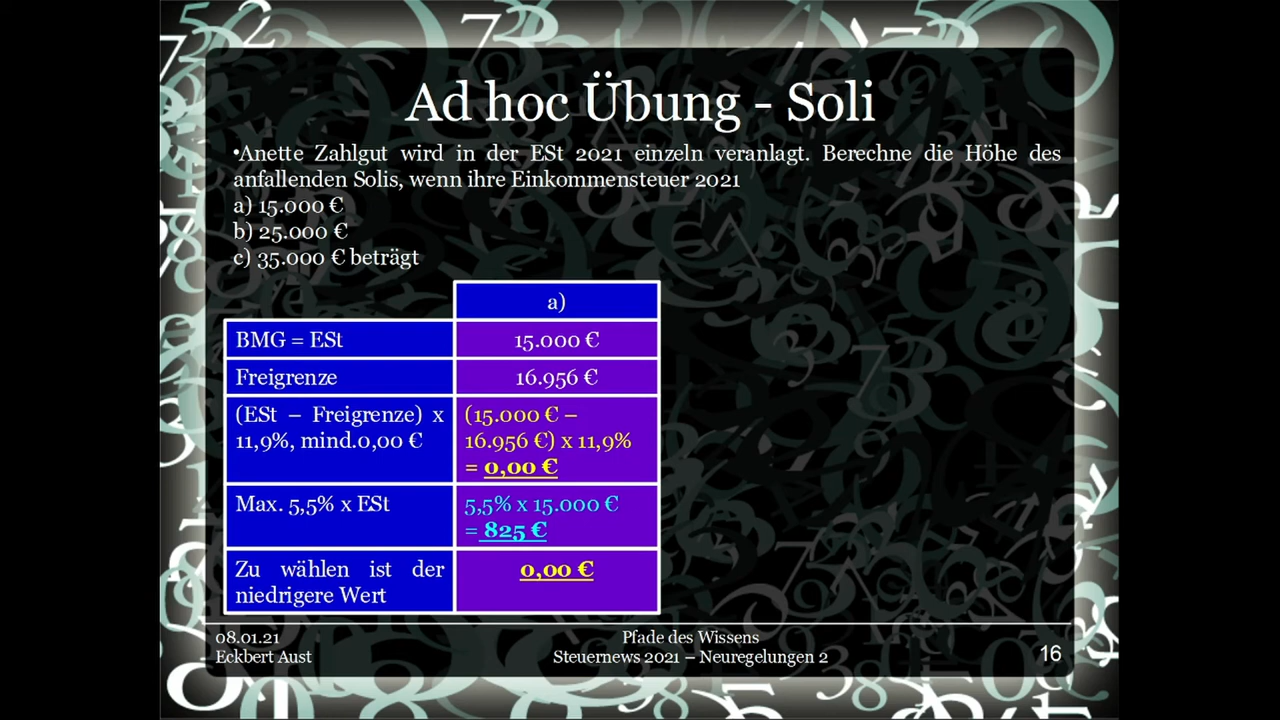 Ad hoc Übung - Soli
•Anette Zahlgut wird in der ESt 2021 einzeln veranlagt. Berechne die Höhe des
anfallenden Solis, wenn ihre Einkommensteuer 2021
a) 15.000 €
b) 25.000 €
c) 35.000 € beträgt
a)
BMG = ESt
15.000 €
Freigrenze
16.956 €
(ESt – Freigrenze) x
11,9%, mind.0,00 €
(15.000 € –
16.956 €) x 11,9%
= 0,00 €
Max. 5,5% x ESt
5,5% x 15.000 €
= 825 €
Zu wählen ist der
niedrigere Wert
0,00 €
08.01.21
Eckbert Aust
Pfade des Wissens
Steuernews 2021 – Neuregelungen 2
16